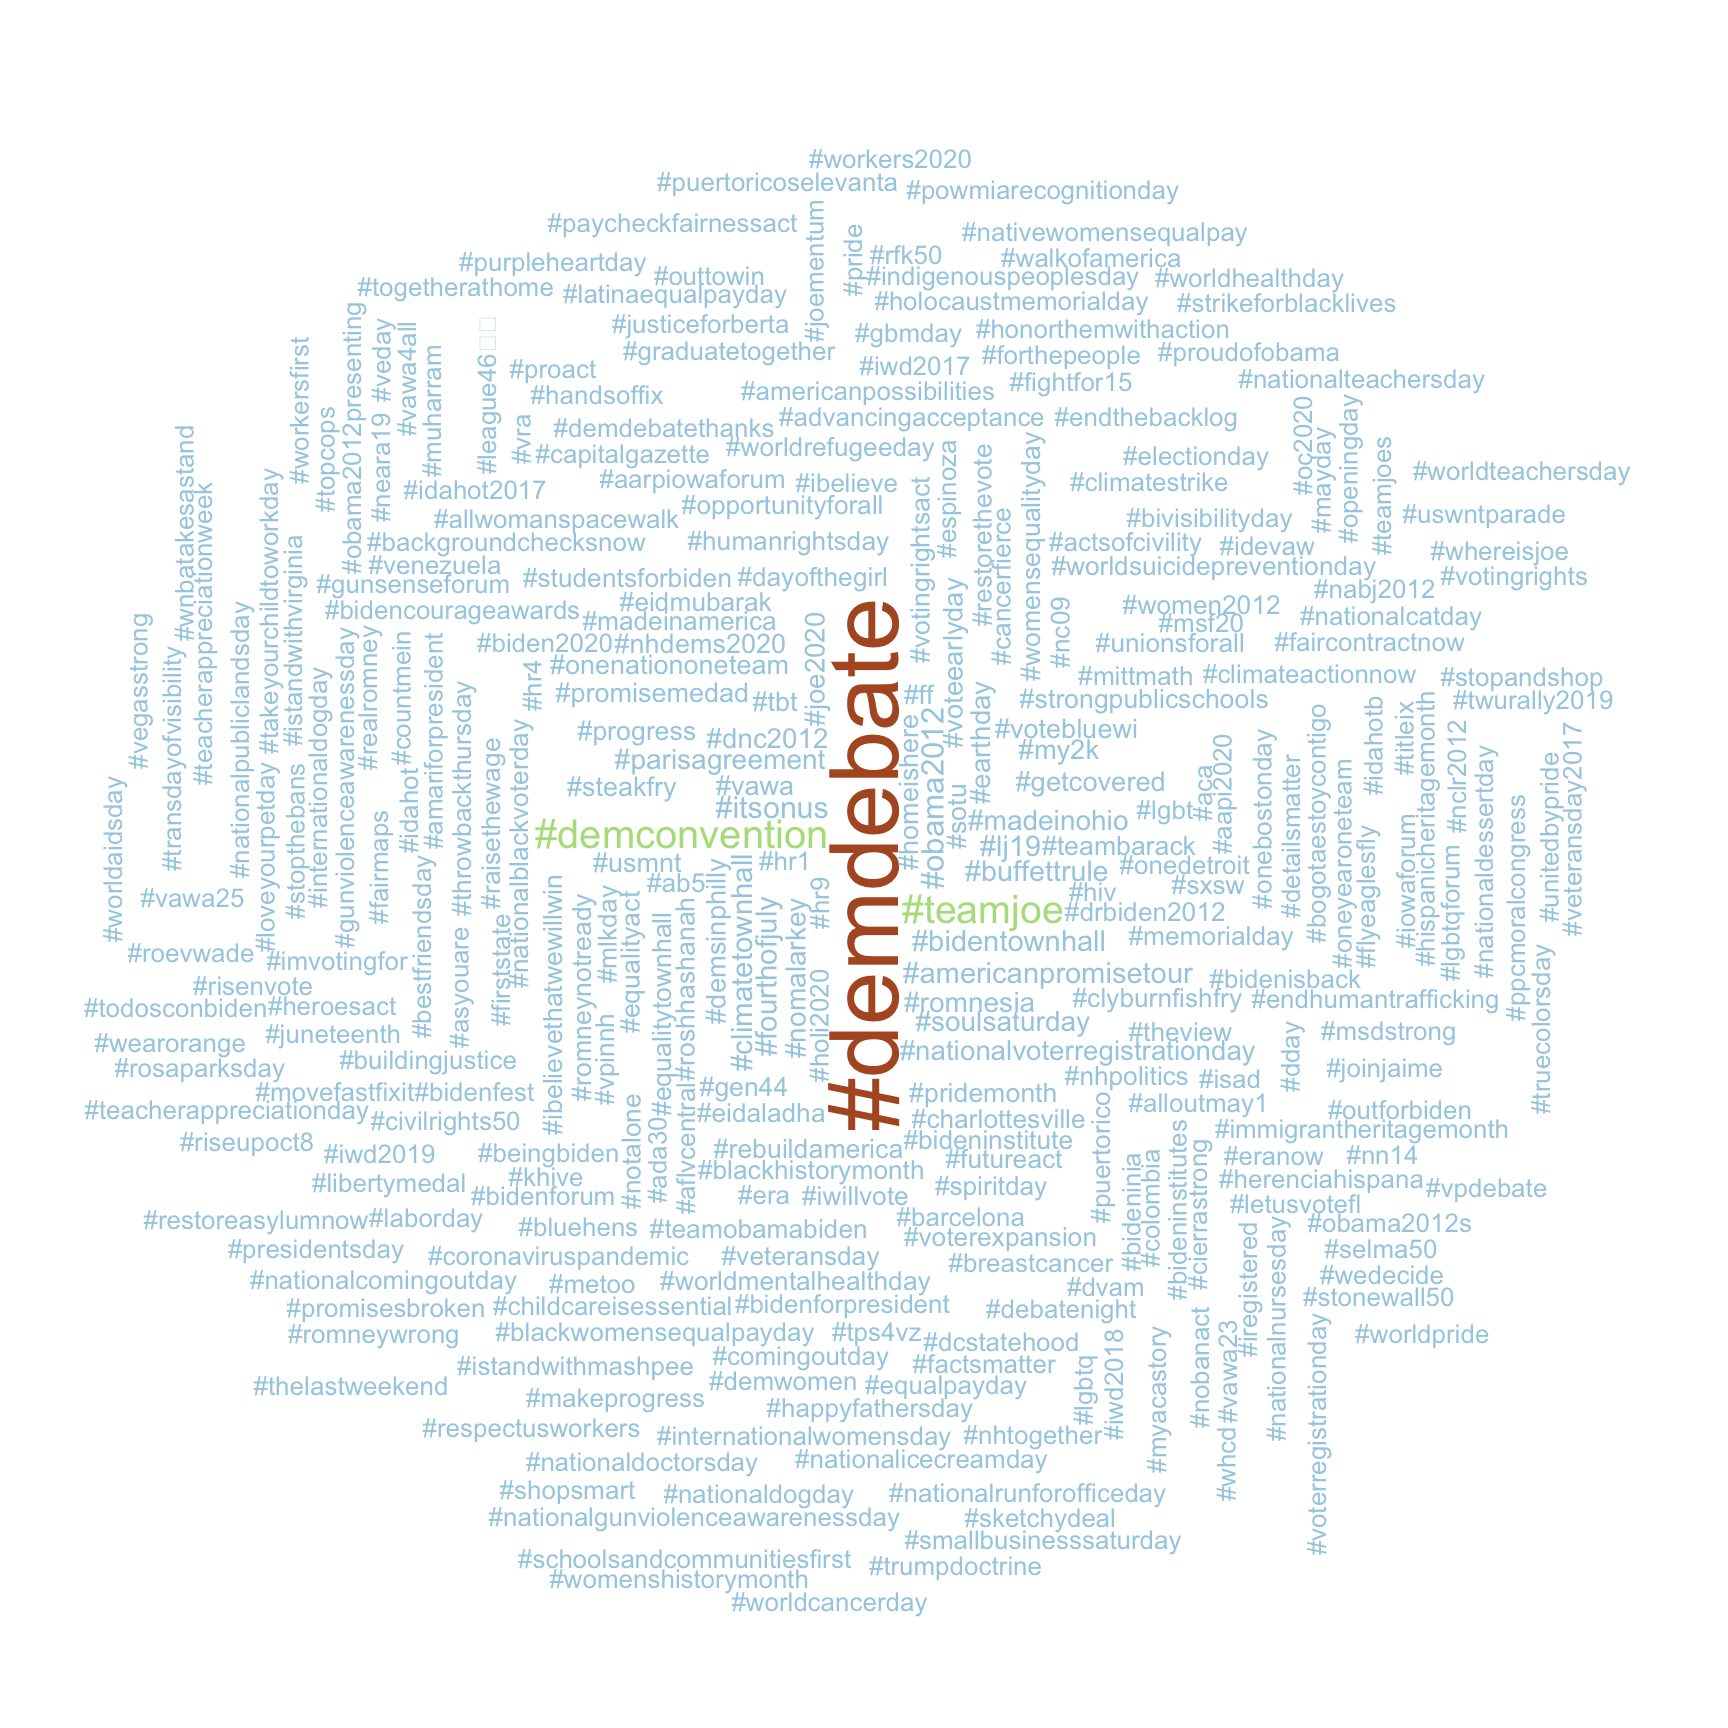 #workers2020
#puertoricoselevanta
#powmiarecognitionday
#paycheckfairnessact
#joementum
#pride
#nativewomensequalpay
#rfk50
#walkofamerica
#purpleheartday
#outtowin
#indigenouspeoplesday
#worldhealthday
#togetherathome
#latinaequalpayday
#holocaustmemorialday
#strikeforblacklives
#justiceforberta
#gbmday
#honorthemwithaction
#graduatetogether
#iwd2017
#forthepeople
#proudofobama
#proact
#fightfor15
#nationalteachersday
#handsoffix
#americanpossibilities
#workersfirst
#topcops
#obama2012presenting
#neara19
#veday
#vawa4all
#muharram
#league46
#vra
#demdebatethanks
#advancingacceptance
#endthebacklog
#capitalgazette
#worldrefugeeday
#electionday
#oc2020
#mayday
#openingday
#teamjoes
#worldteachersday
#aarpiowaforum
#ibelieve
#climatestrike
#idahot2017
#opportunityforall
#espinoza
#restorethevote
#womensequalityday
#allwomanspacewalk
#bivisibilityday
#uswntparade
#backgroundchecksnow
#humanrightsday
#votingrightsact
#cancerfierce
#actsofcivility
#idevaw
#whereisjoe
#venezuela
#worldsuicidepreventionday
#votingrights
#gunsenseforum
#studentsforbiden
#dayofthegirl
#nabj2012
#bidencourageawards
#eidmubarak
#women2012
#nationalcatday
#madeinamerica
#msf20
#biden2020
#nhdems2020
#joe2020
#voteearlyday
#nc09
#unionsforall
#faircontractnow
#onenationoneteam
#mittmath
#climateactionnow
#stopandshop
#hr4
#promisemedad
#tbt
#ff
#strongpublicschools
#twurally2019
#vegasstrong
#transdayofvisibility
#wnbatakesastand
#teacherappreciationweek
#nationalpubliclandsday
#takeyourchildtoworkday
#istandwithvirginia
#internationaldogday
#gunviolenceawarenessday
#realromney
#countmein
#amariforpresident
#throwbackthursday
#raisethewage
#nationalblackvoterday
#progress
#dnc2012
#demdebate
#homeishere
#obama2012
#sotu
#earthday
#votebluewi
#my2k
#parisagreement
#steakfry
#vawa
#getcovered
#itsonus
#madeinohio
#lgbt
#aca
#aapi2020
#onebostonday
#detailsmatter
#bogotaestoycontigo
#oneyearoneteam
#idahotb
#flyeaglesfly
#titleix
#iowaforum
#hispanicheritagemonth
#nclr2012
#lgbtqforum
#nationaldessertday
#ppcmoralcongress
#unitedbypride
#veteransday2017
#demconvention
#lj19
#teambarack
#usmnt
#hr1
#buffettrule
#onedetroit
#worldaidsday
#vawa25
#loveyourpetday
#stopthebans
#fairmaps
#idahot
#bestfriendsday
#asyouare
#firststate
#ibelievethatwewillwin
#romneynotready
#mlkday
#vpinnh
#equalityact
#ab5
#equalitytownhall
#roshhashanah
#demsinphilly
#climatetownhall
#fourthofjuly
#nomalarkey
#hr9
#holi2020
#hiv
#sxsw
#teamjoe
#drbiden2012
#memorialday
#bidentownhall
#roevwade
#imvotingfor
#americanpromisetour
#bidenisback
#risenvote
#todosconbiden
#heroesact
#romnesja
#clyburnfishfry
#endhumantrafficking
#truecolorsday
#juneteenth
#soulsaturday
#theview
#dday
#msdstrong
#wearorange
#buildingjustice
#nationalvoterregistrationday
#rosaparksday
#nhpolitics
#isad
#joinjaime
#movefastfixit
#bidenfest
#gen44
#pridemonth
#alloutmay1
#teacherappreciationday
#civilrights50
#notalone
#ada30
#aflvcentral
#eidaladha
#charlottesville
#puertorico
#outforbiden
#immigrantheritagemonth
#riseupoct8
#iwd2019
#beingbiden
#rebuildamerica
#bideninstitute
#futureact
#bideninia
#colombia
#bideninstitutes
#cierrastrong
#eranow
#nn14
#libertymedal
#khive
#bidenforum
#blackhistorymonth
#herenciahispana
#vpdebate
#era
#iwillvote
#spiritday
#letusvotefl
#restoreasylumnow
#laborday
#bluehens
#teamobamabiden
#barcelona
#obama2012s
#presidentsday
#coronaviruspandemic
#veteransday
#voterexpansion
#selma50
#nationalcomingoutday
#metoo
#worldmentalhealthday
#breastcancer
#dvam
#iregistered
#nationalnursesday
#wedecide
#promisesbroken
#childcareisessential
#bidenforpresident
#debatenight
#stonewall50
#romneywrong
#blackwomensequalpayday
#tps4vz
#dcstatehood
#worldpride
#istandwithmashpee
#comingoutday
#factsmatter
#lgbtq
#iwd2018
#myacastory
#nobanact
#vawa23
#whcd
#voterregistrationday
#thelastweekend
#demwomen
#equalpayday
#makeprogress
#happyfathersday
#respectusworkers
#internationalwomensday
#nhtogether
#nationaldoctorsday
#nationalicecreamday
#shopsmart
#nationaldogday
#nationalrunforofficeday
#nationalgunviolenceawarenessday
#sketchydeal
#smallbusinesssaturday
#schoolsandcommunitiesfirst
#trumpdoctrine
#womenshistorymonth
#worldcancerday